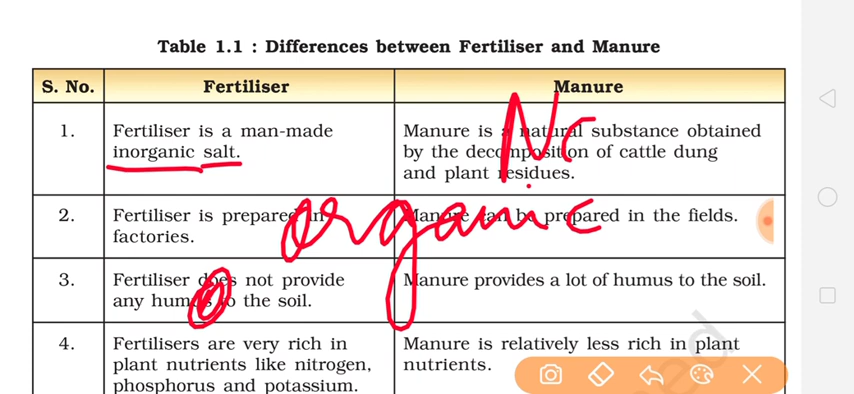 Table 1.1 : Differences between Fertiliser and Manure
S. No. Fertiliser Manure
1. Fertiliser is a man-made Manure is a natural substance obtained
inorganic salt. by the decomposition of cattle dung
and plant residues.
Nc
organic
2. Fertiliser is prepared in Manure can be prepared in the fields.
factories.
3. Fertiliser does not provide Manure provides a lot of humus to the soil.
any humus to the soil.
4. Fertilisers are very rich in Manure is relatively less rich in plant
plant nutrients like nitrogen, nutrients.
phosphorus and potassium.